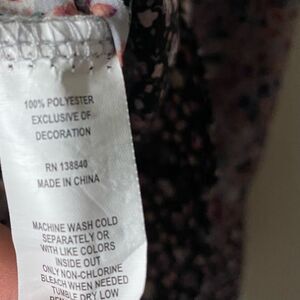 100% POLYESTER
EXCLUSIVE OF
DECORATION
RN 138840
MADE IN CHINA
MACHINE WASH COLD
SEPARATELY OR
WITH LIKE COLORS
INSIDE OUT
ONLY NON-CHLORINE
BLEACH WHEN NEEDED
TUMBLE DRY LOW